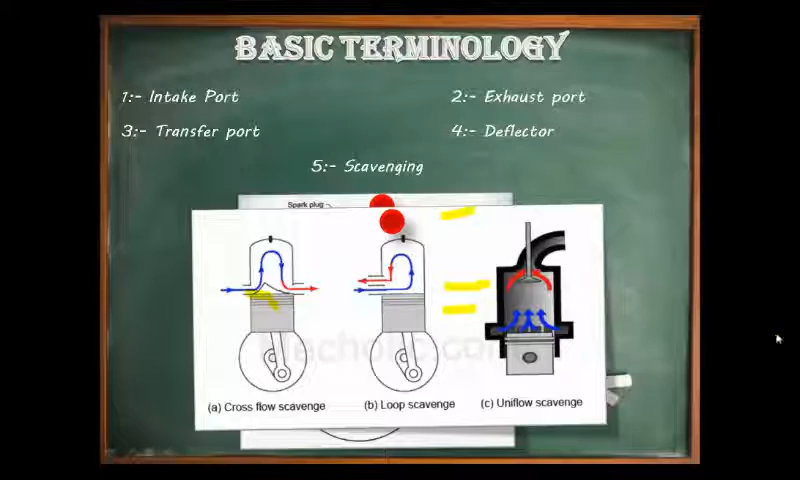 BASIC TERMINOLOGY
1:- Intake Port
2:- Exhaust port
3:- Transfer port
4:- Deflector
5:- Scavenging
Spark plug
(a) Cross flow scavenge
(b) Loop scavenge
(c) Uniflow scavenge